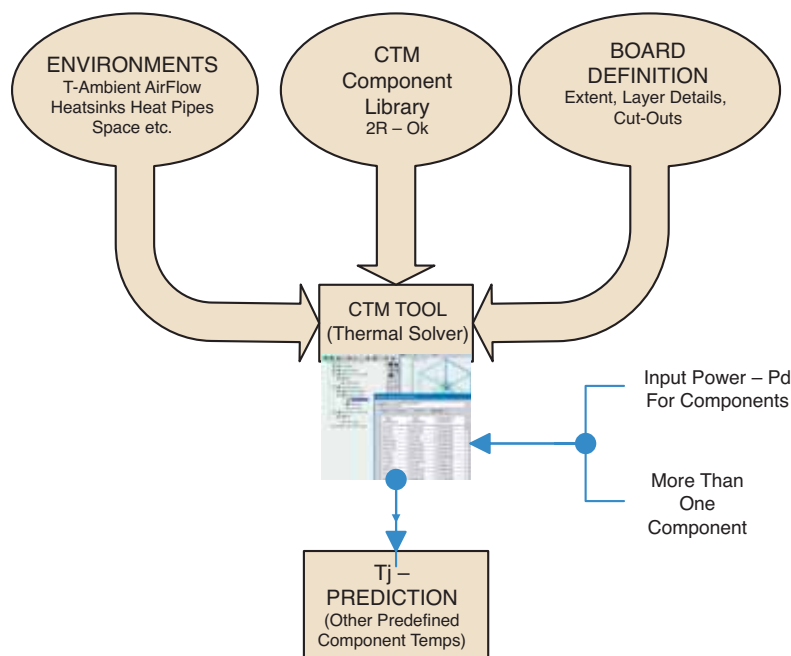 ENVIRONMENTS
T-Ambient AirFlow
Heatsinks Heat Pipes
Space etc.
CTM
Component
Library
2R – Ok
BOARD
DEFINITION
Extent, Layer Details,
Cut-Outs
CTM TOOL
(Thermal Solver)
Input Power – Pd
For Components
More Than
One
Component
Tj –
PREDICTION
(Other Predefined
Component Temps)